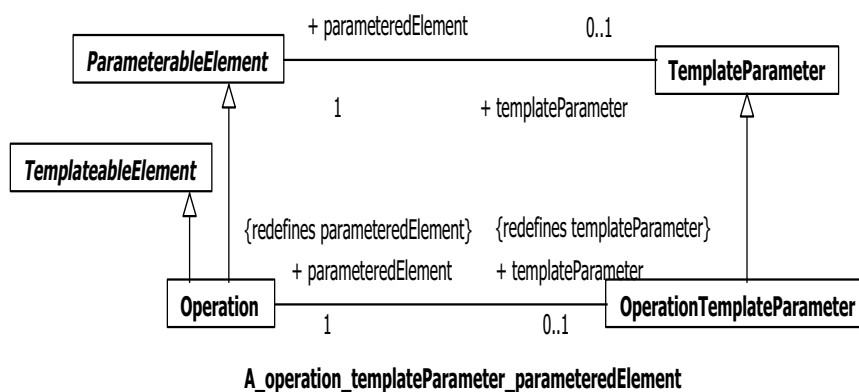 + parameteredElement 0..1
ParameterableElement
TemplateParameter
1 + templateParameter
TemplateableElement
{redefines parameteredElement} {redefines templateParameter}
+ parameteredElement + templateParameter
Operation
OperationTemplateParameter
1 0..1
A_operation_templateParameter_parameteredElement